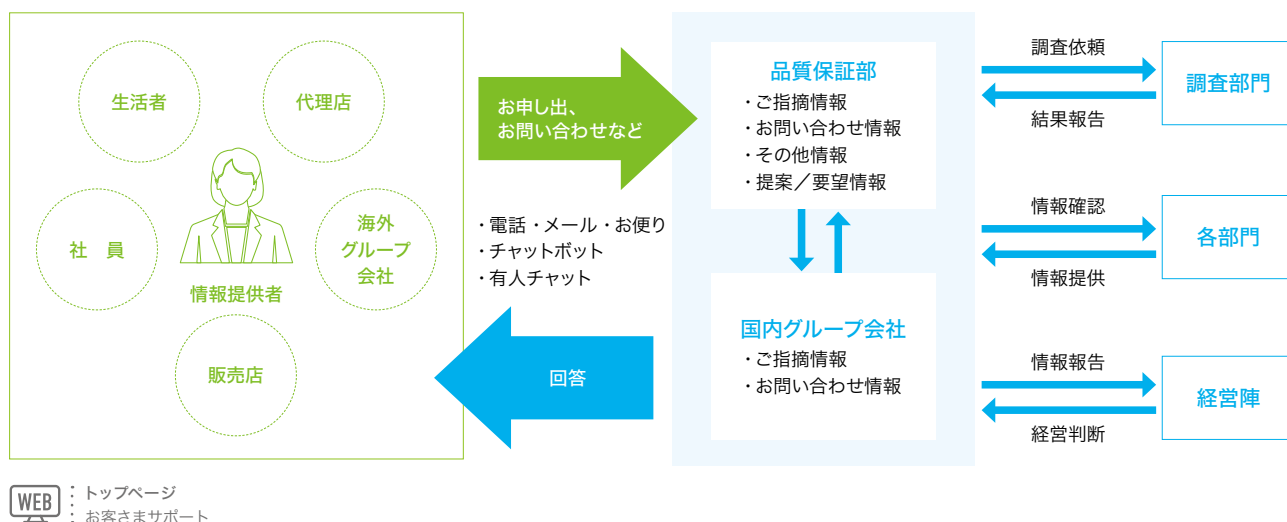 生活者
代理店
社　員
海外
グループ
会社
情報提供者
販売店
お申し出、
お問い合わせなど
・電話・メール・お便り
・チャットボット
・有人チャット
回答
品質保証部
・ご指摘情報
・お問い合わせ情報
・その他情報
・提案／要望情報
国内グループ会社
・ご指摘情報
・お問い合わせ情報
調査依頼
結果報告
調査部門
情報確認
情報提供
各部門
情報報告
経営判断
経営陣
WEB
トップページ
お客さまサポート